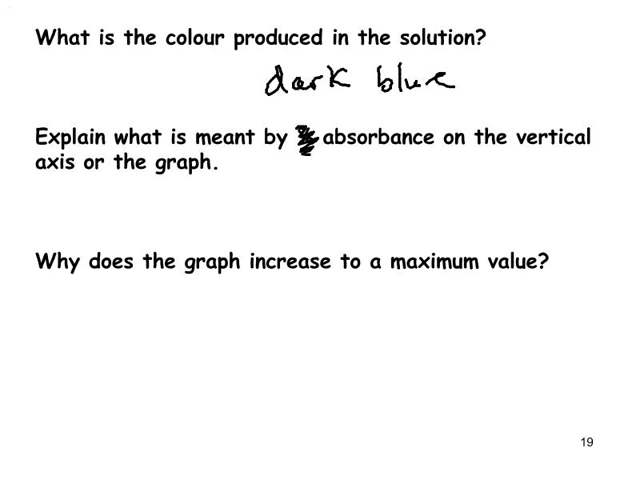 What is the colour produced in the solution?
dark blue
Explain what is meant by absorbance on the vertical
axis or the graph.
Why does the graph increase to a maximum value?
19